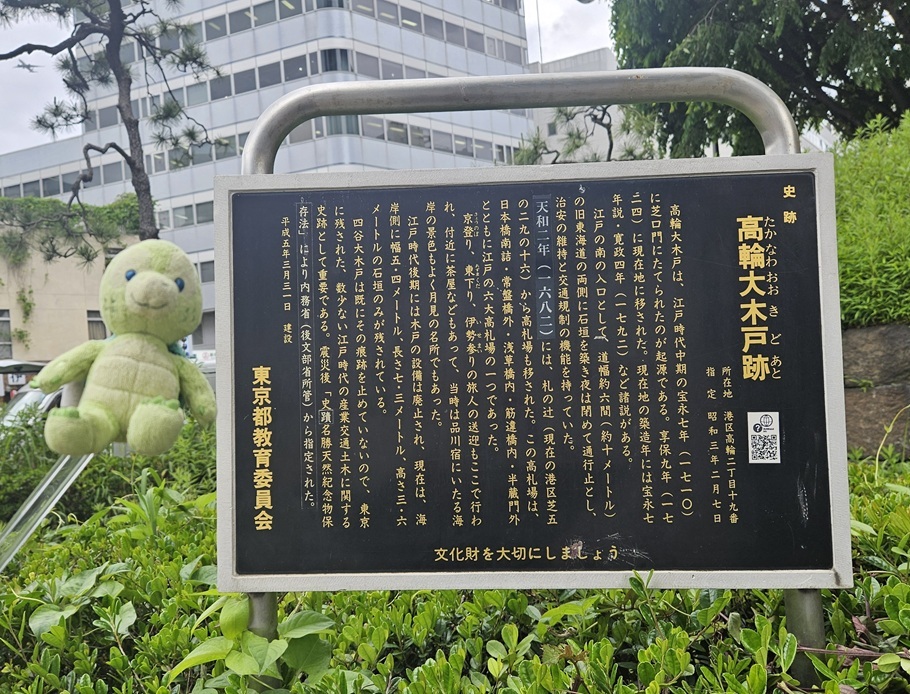 史跡
高輪大木戸跡
たかなわおおきどあと
所在地 港区高輪二丁目十九番
指定 昭和三年二月七日
高輪大木戸は、江戸時代中期の宝永七年（一七一〇）
に芝口門にたてられたのが起源である。享保九年（一七
二四）に現在地に移された。現在地の築造年には宝永七
年説・寛政四年（一七九二）など諸説がある。
江戸の南の入口として、道幅約六間（約十メートル）
の旧東海道の両側に石垣を築き夜は閉めて通行止とし、
治安の維持と交通規制の機能を持っていた。
天和二年（一六八二）には、札の辻（現在の港区芝五
の二九の十六）から高札場も移された。この高札場は、
日本橋南詰・常盤橋外・浅草橋内・筋違橋内・半蔵門外
とともに江戸の六大高札場の一つであった。
京登り、東下り、伊勢参りの旅人の送迎もここで行わ
れ、付近に茶屋などもあって、当時は品川宿にいたる海
岸の景色もよく月見の名所でもあった。
江戸時代後期には木戸の設備は廃止され、現在は、海
岸側に幅五・四メートル、長さ七・三メートル、高さ三・六
メートルの石垣のみが残されている。
四谷大木戸は既にその痕跡を止めていないので、東京
に残された、数少ない江戸時代の産業交通土木に関する
史跡として重要である。震災後「史蹟名勝天然紀念物保
存法」により内務省（後文部省所管）から指定された。
平成五年三月三一日 建設
東京都教育委員会
文化財を大切にしましょう